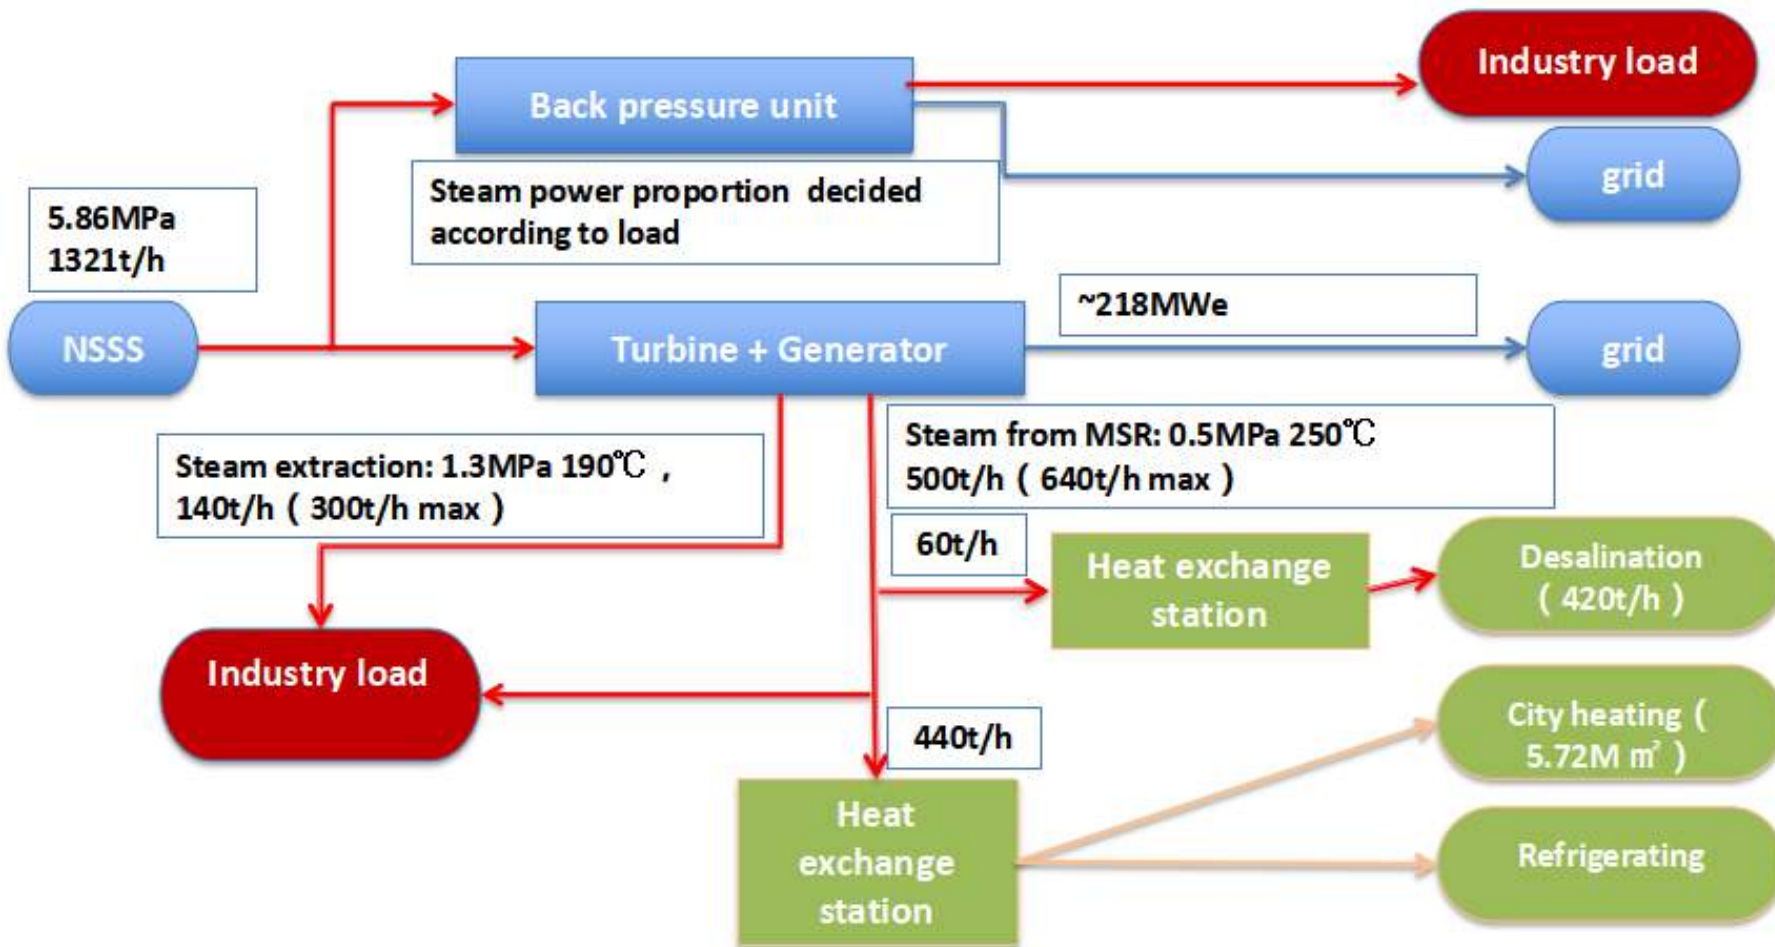 Industry load
Back pressure unit
grid
Steam power proportion decided
according to load
5.86MPa
1321t/h
NSSS
Turbine + Generator
~218MWe
grid
Steam extraction: 1.3MPa 190℃ ,
140t/h ( 300t/h max )
Steam from MSR: 0.5MPa 250℃
500t/h ( 640t/h max )
60t/h
Heat exchange
station
Desalination
( 420t/h )
Industry load
440t/h
City heating (
5.72M ㎡ )
Heat
exchange
station
Refrigerating